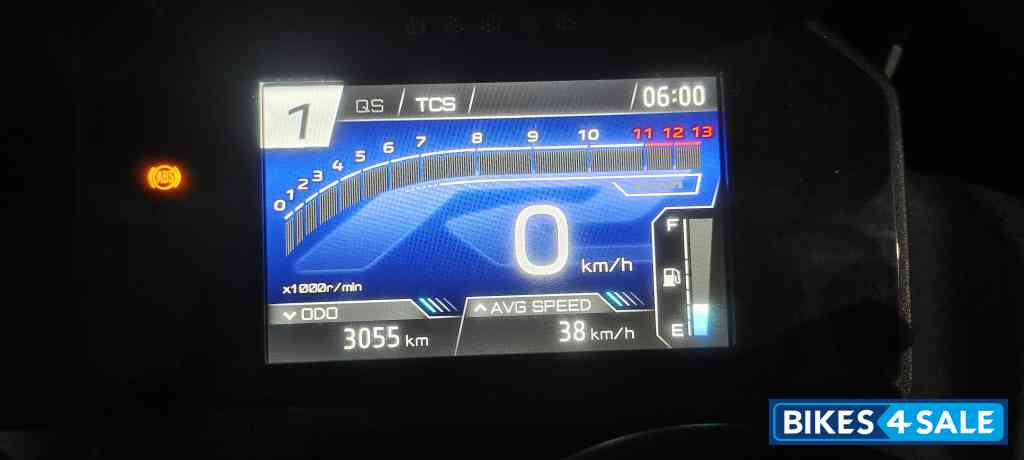 1 QS / TCS / / 06:00
0 1 2 3 4 5 6 7 8 9 10 11 12 13
ABS
0 km/h
F
x1000r/min
ODO
AVG SPEED
E
3055 km
38 km/h
BIKES 4 SALE